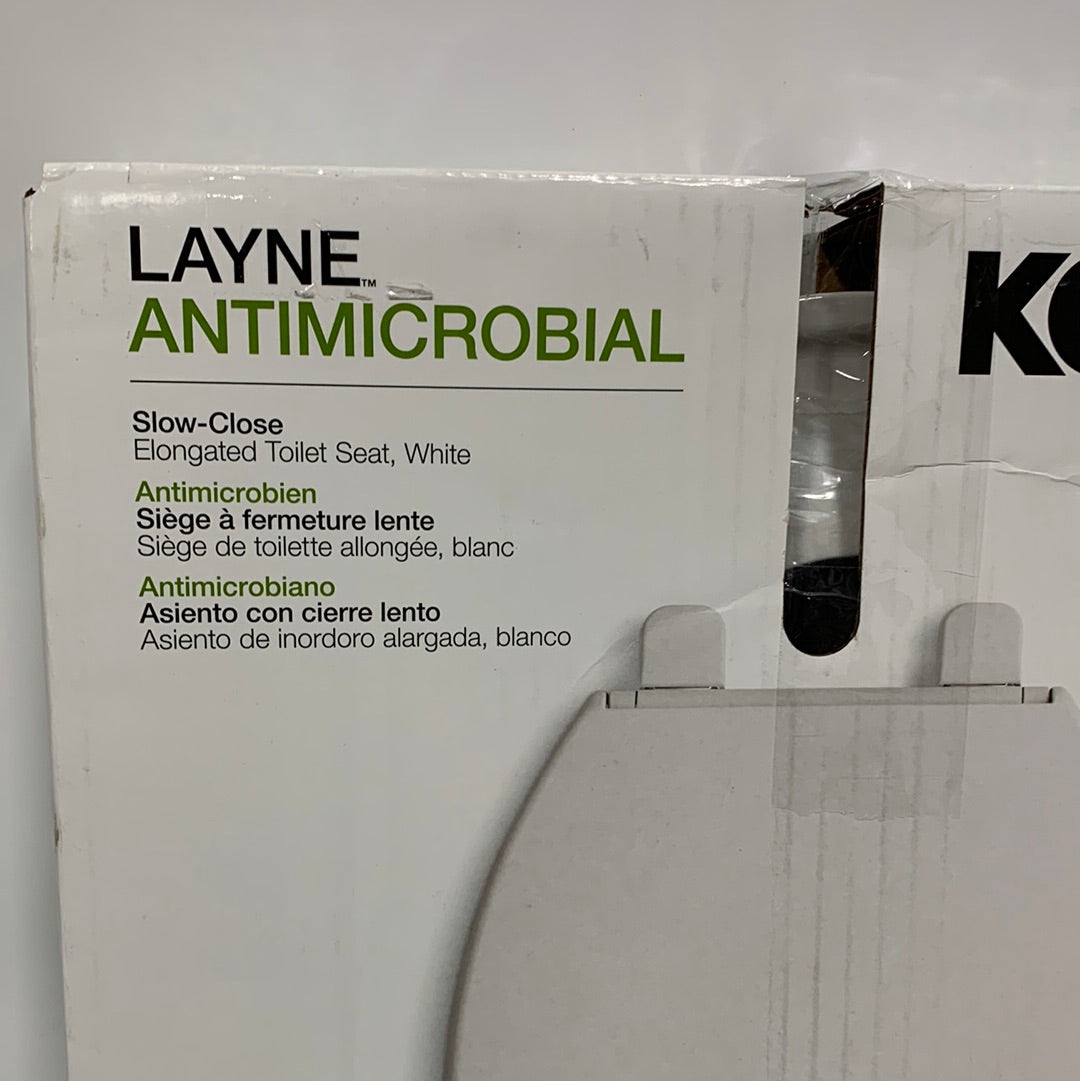 LAYNE™
ANTIMICROBIAL
Slow-Close
Elongated Toilet Seat, White
Antimicrobien
Siège à fermeture lente
Siège de toilette allongée, blanc
Antimicrobiano
Asiento con cierre lento
Asiento de inordoro alargada, blanco